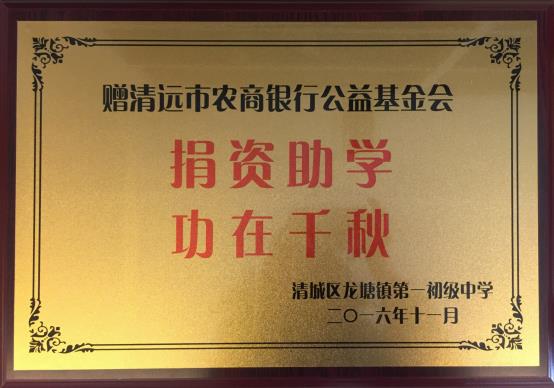 赠清远市农商银行公益基金会
捐资助学
功在千秋
清城区龙塘镇第一初级中学
二〇一六年十一月